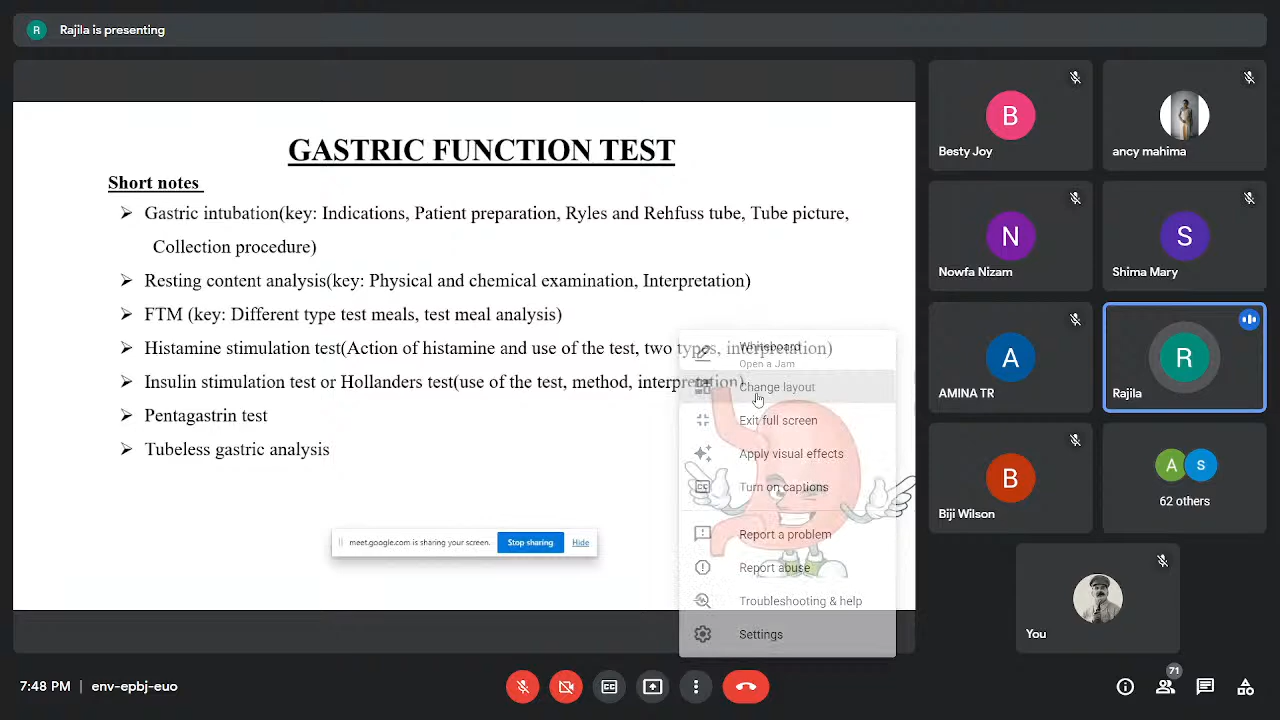 R Rajila is presenting
GASTRIC FUNCTION TEST
Short notes
Gastric intubation(key: Indications, Patient preparation, Ryles and Rehfuss tube, Tube picture,
Collection procedure)
Resting content analysis(key: Physical and chemical examination, Interpretation)
FTM (key: Different type test meals, test meal analysis)
Histamine stimulation test(Action of histamine and use of the test, two types, interpretation)
Insulin stimulation test or Hollanders test(use of the test, method, interpretation)
Pentagastrin test
Tubeless gastric analysis
meet.google.com is sharing your screen. Stop sharing Hide
Whiteboard
Open a Jam
Change layout
Exit full screen
Apply visual effects
CC Turn on captions
Report a problem
Report abuse
Troubleshooting & help
Settings
B
Besty Joy
ancy mahima
N
Nowfa Nizam
S
Shima Mary
A
AMINA TR
R
Rajila
B
Biji Wilson
A S
62 others
You
7:48 PM | env-epbj-euo
CC
71